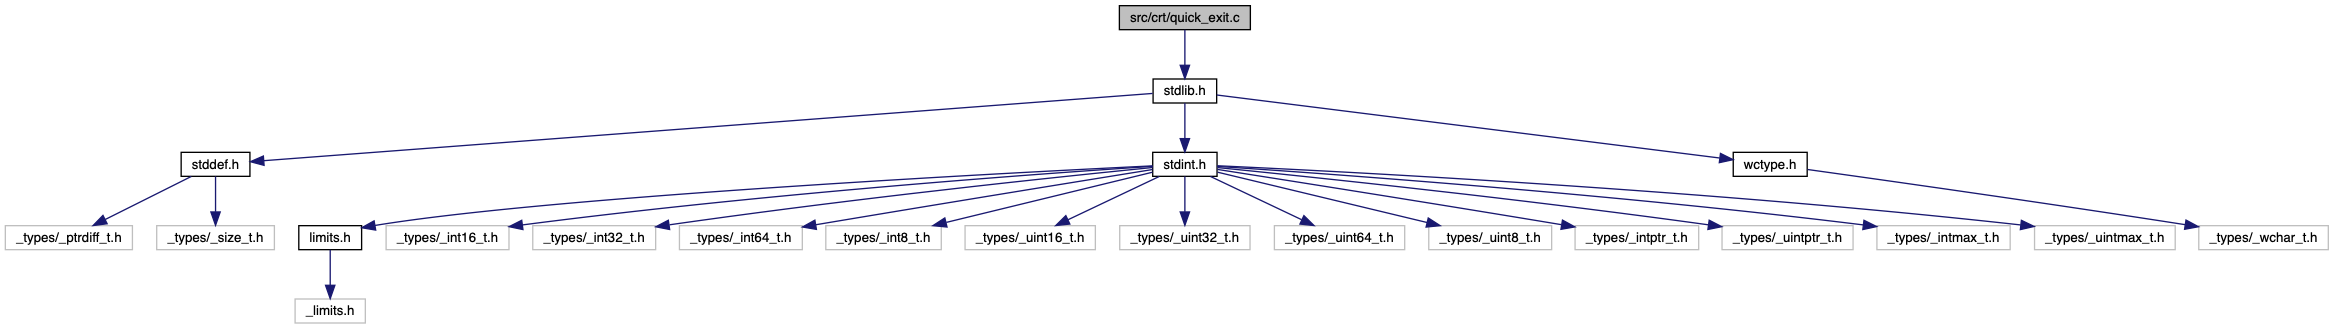 src/crt/quick_exit.c
stdlib.h
stddef.h
stdint.h
wctype.h
_types/_ptrdiff_t.h
_types/_size_t.h
limits.h
_types/_int16_t.h
_types/_int32_t.h
_types/_int64_t.h
_types/_int8_t.h
_types/_uint16_t.h
_types/_uint32_t.h
_types/_uint64_t.h
_types/_uint8_t.h
_types/_intptr_t.h
_types/_uintptr_t.h
_types/_intmax_t.h
_types/_uintmax_t.h
_types/_wchar_t.h
_limits.h